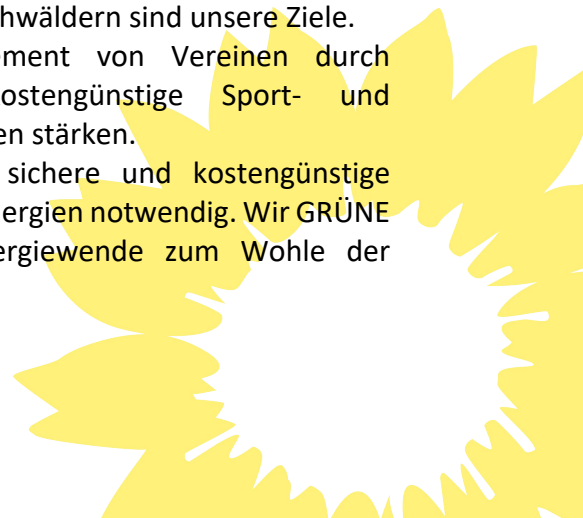 hwäldern sind unsere Ziele.
ement von Vereinen durch
ostengünstige Sport- und
en stärken.
sichere und kostengünstige
ergien notwendig. Wir GRÜNE
ergiewende zum Wohle der